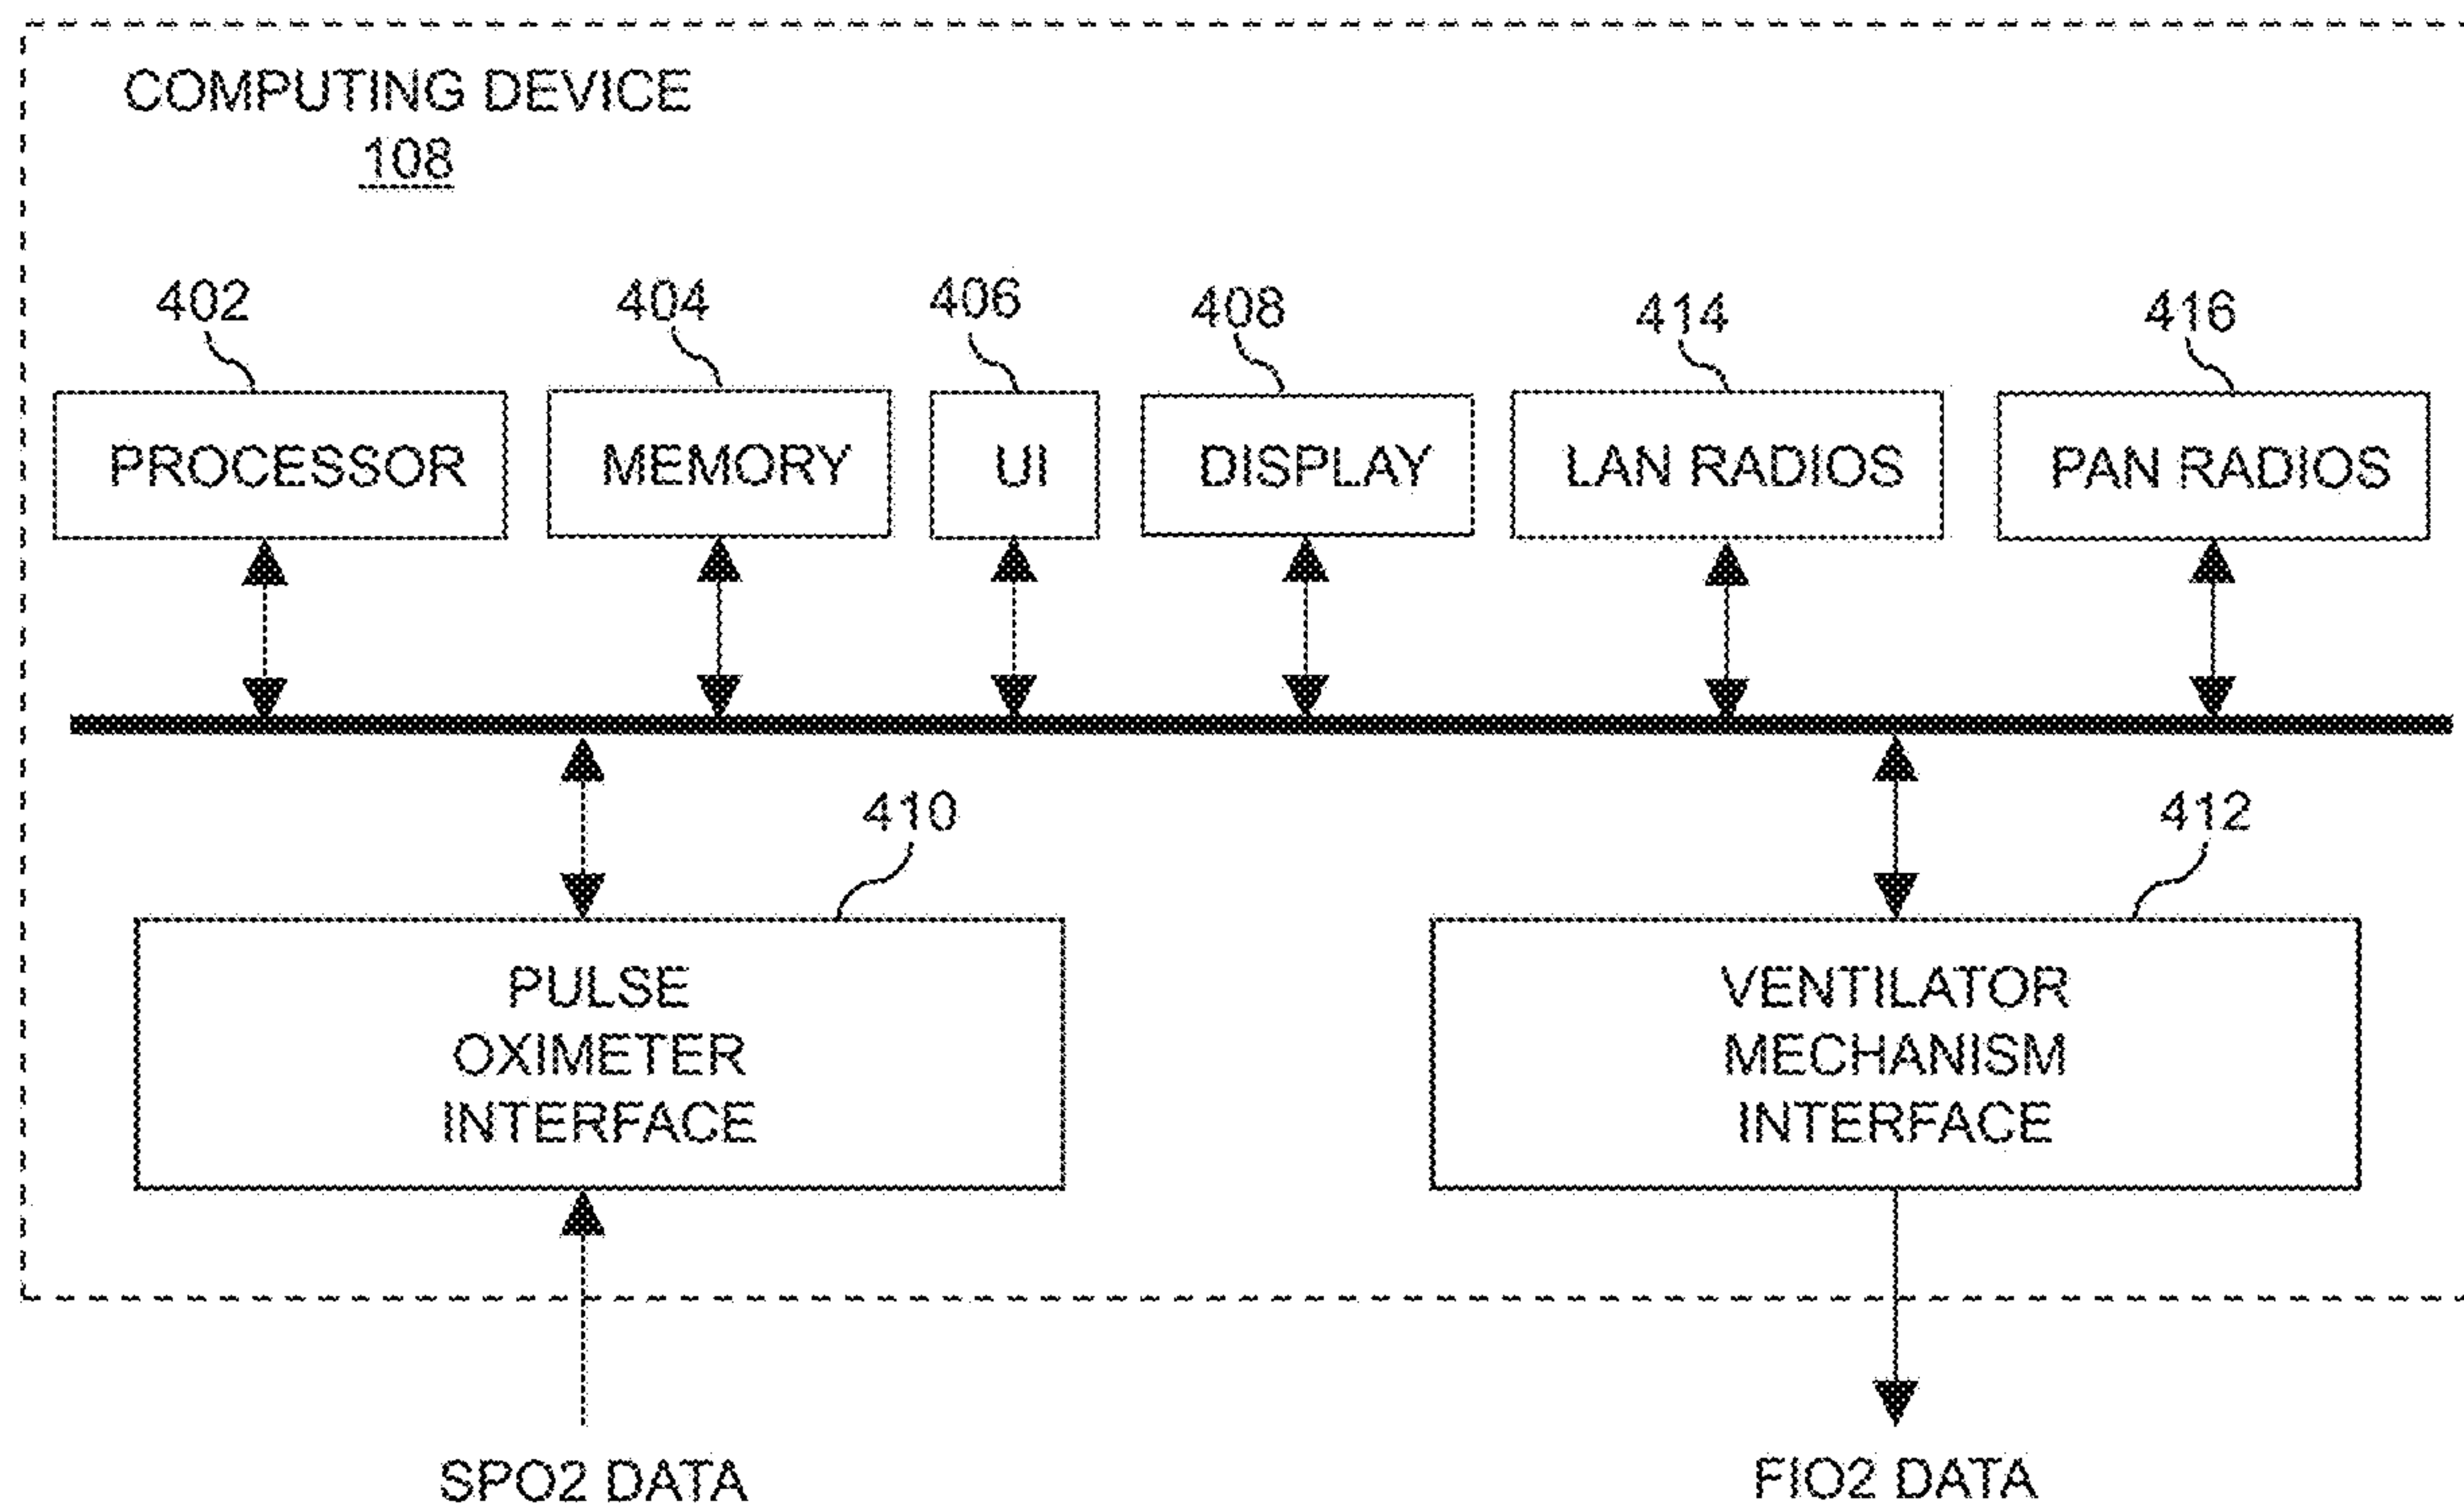 COMPUTING DEVICE
108
402
404
406
408
414
416
PROCESSOR
MEMORY
UI
DISPLAY
LAN RADIOS
PAN RADIOS
410
412
PULSE
OXIMETER
INTERFACE
VENTILATOR
MECHANISM
INTERFACE
SPO2 DATA
FIO2 DATA